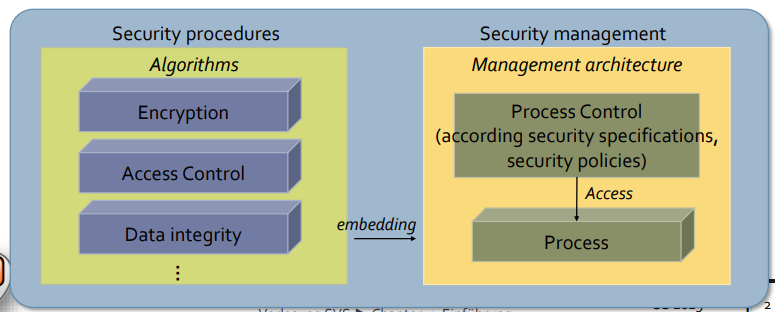 Security procedures
Algorithms
Encryption
Access Control
Data integrity
⋮
embedding
Security management
Management architecture
Process Control
(according security specifications,
security policies)
Access
Process
2